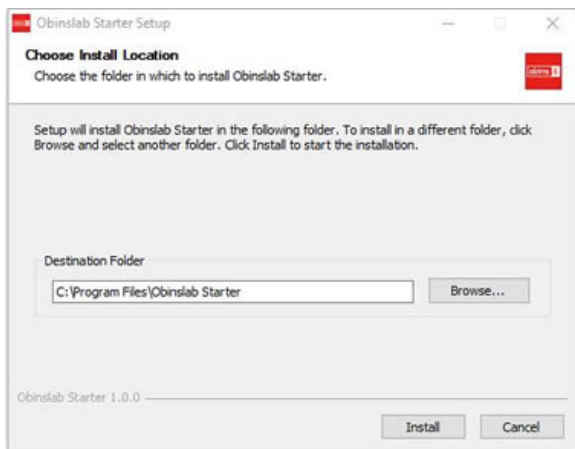 Obinslab Starter Setup
Choose Install Location
Choose the folder in which to install Obinslab Starter.
obins
Setup will install Obinslab Starter in the following folder. To install in a different folder, click
Browse and select another folder. Click Install to start the installation.
Destination Folder
C:\Program Files\Obinslab Starter
Browse...
Obinslab Starter 1.0.0
Install
Cancel